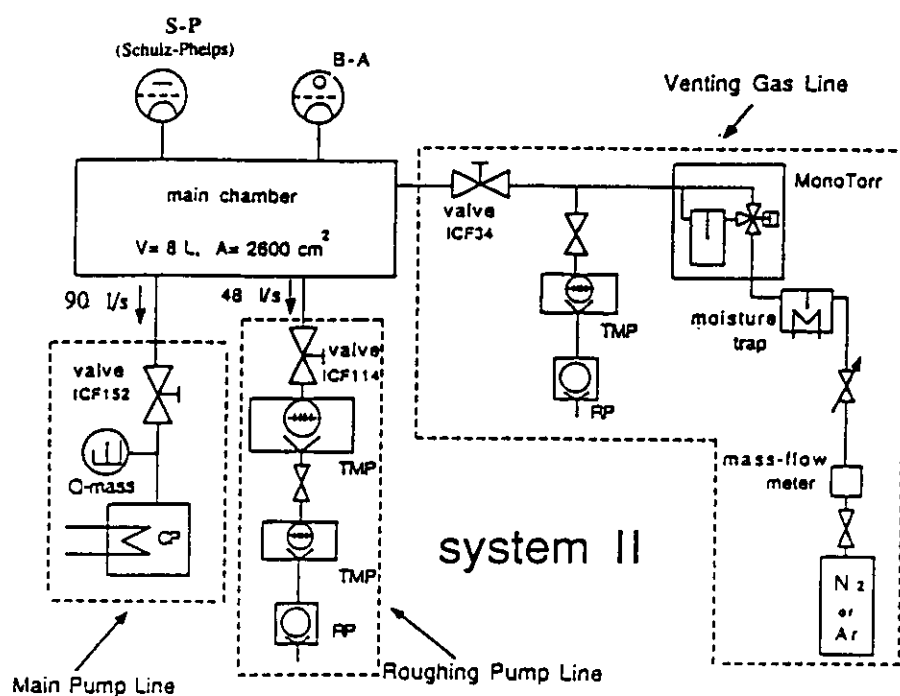 S-P
(Schulz-Phelps)
B-A
Venting Gas Line
main chamber
V= 8 L, A= 2600 cm²
valve
ICF34
MonoTorr
90 l/s
48 l/s
moisture
trap
TMP
RP
valve
ICF152
valve
ICF114
Q-mass
CP
TMP
TMP
RP
mass-flow
meter
system II
N₂
or
Ar
Main Pump Line
Roughing Pump Line